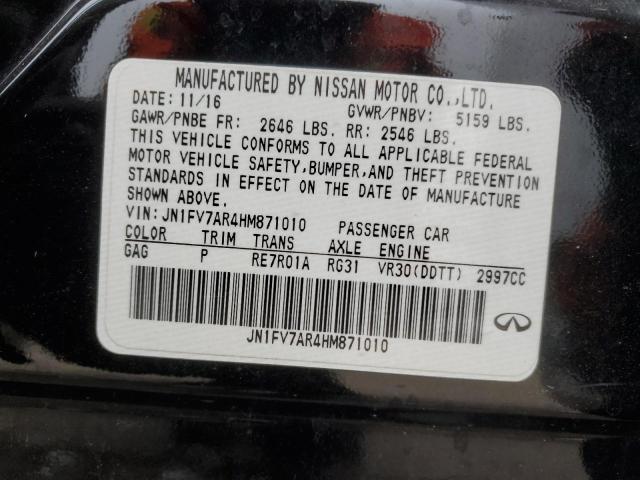 MANUFACTURED BY NISSAN MOTOR CO.,LTD.
DATE: 11/16 GVWR/PNBV: 5159 LBS.
GAWR/PNBE FR: 2646 LBS. RR: 2546 LBS.
THIS VEHICLE CONFORMS TO ALL APPLICABLE FEDERAL
MOTOR VEHICLE SAFETY,BUMPER,AND THEFT PREVENTION
STANDARDS IN EFFECT ON THE DATE OF MANUFACTURE
SHOWN ABOVE.
VIN: JN1FV7AR4HM871010 PASSENGER CAR
COLOR TRIM TRANS AXLE ENGINE
GAG P RE7R01A RG31 VR30(DDTT) 2997CC
JN1FV7AR4HM871010